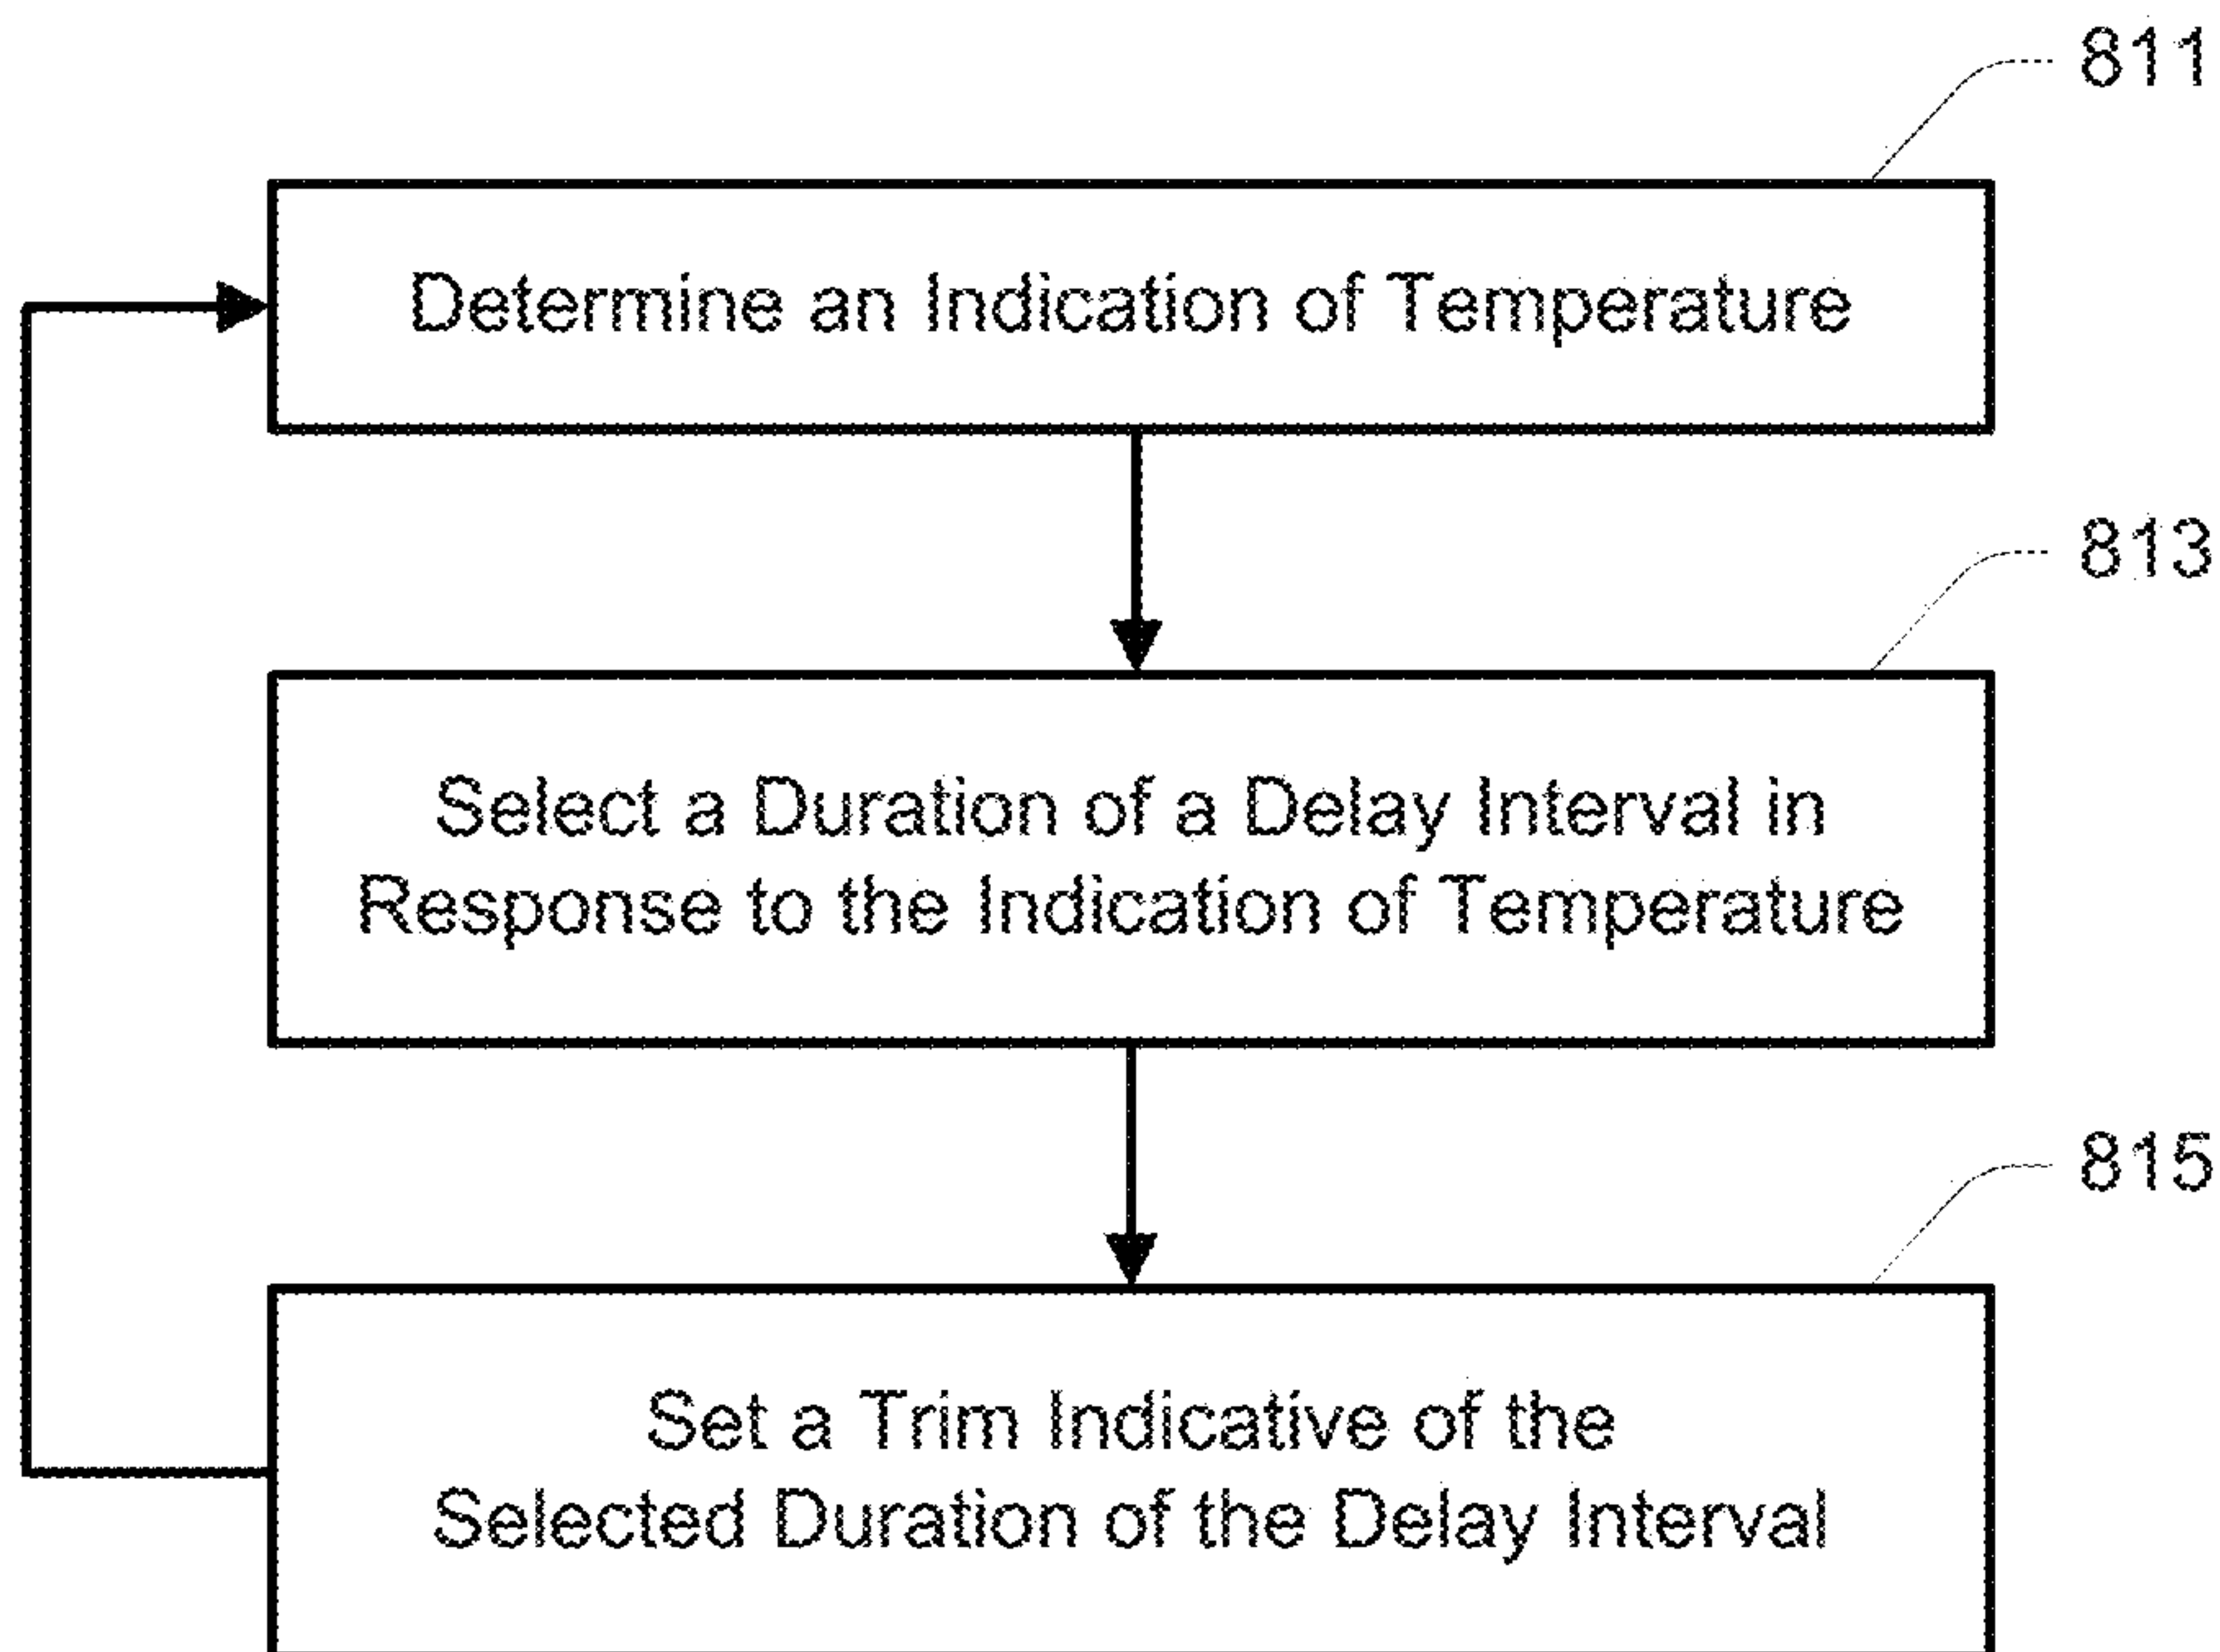 811
Determine an Indication of Temperature
813
Select a Duration of a Delay Interval in
Response to the Indication of Temperature
815
Set a Trim Indicative of the
Selected Duration of the Delay Interval